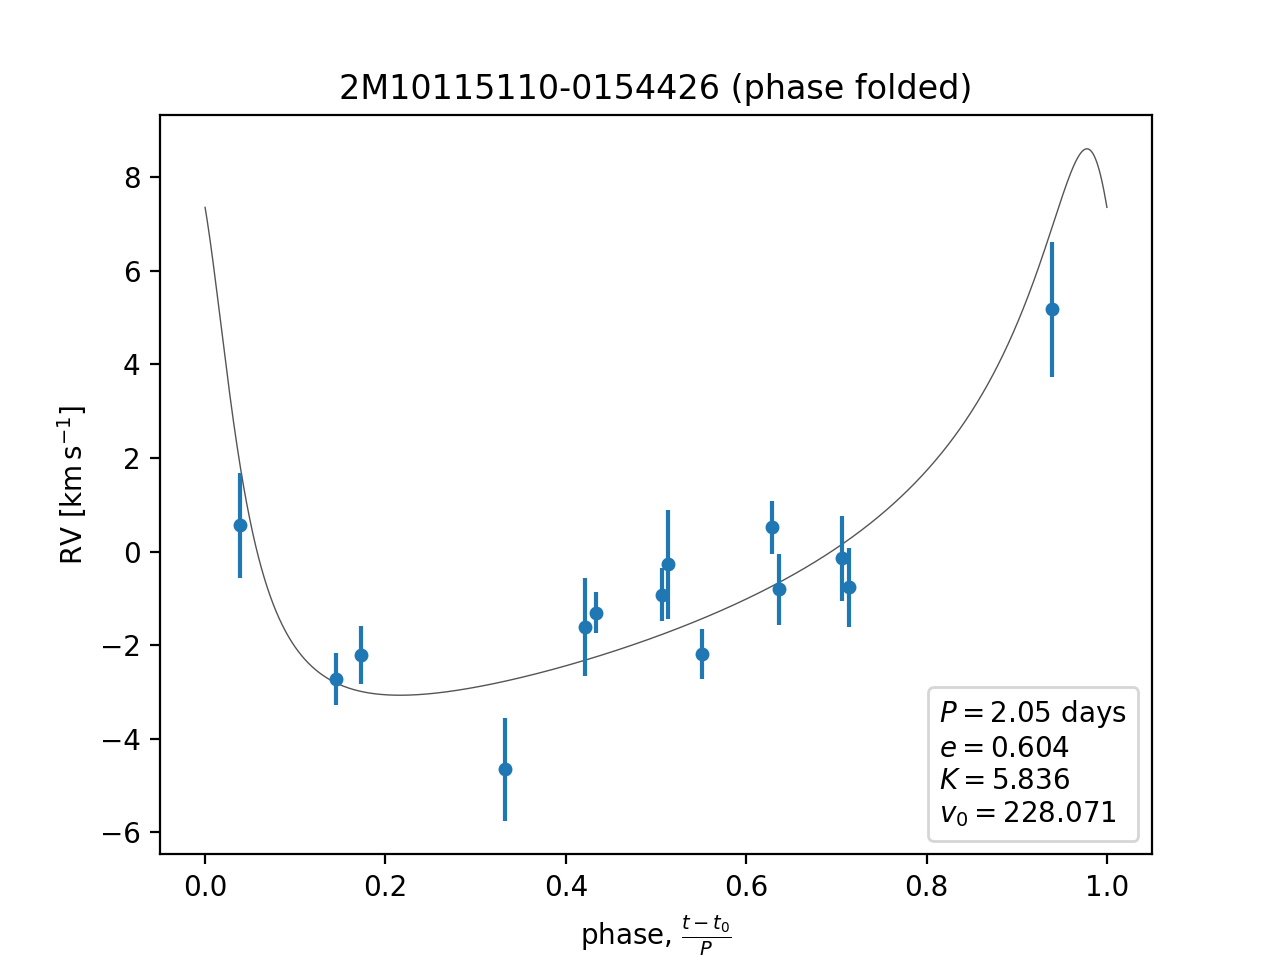 2M10115110-0154426 (phase folded)
8
6
4
2
0
−2
−4
−6
RV [km s⁻¹]
P = 2.05 days
e = 0.604
K = 5.836
v₀ = 228.071
0.0 0.2 0.4 0.6 0.8 1.0
phase, (t − t₀)/P